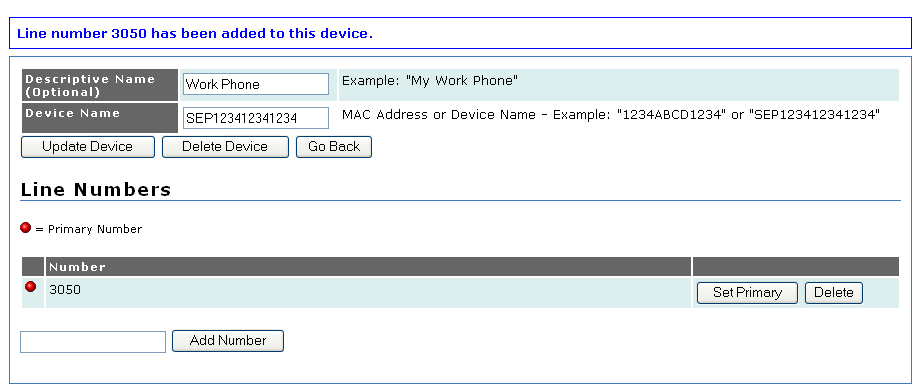 Line number 3050 has been added to this device.
Descriptive Name (Optional) Work Phone Example: "My Work Phone"
Device Name SEP123412341234 MAC Address or Device Name - Example: "1234ABCD1234" or "SEP123412341234"
Update Device Delete Device Go Back
Line Numbers
= Primary Number
Number
3050 Set Primary Delete
Add Number